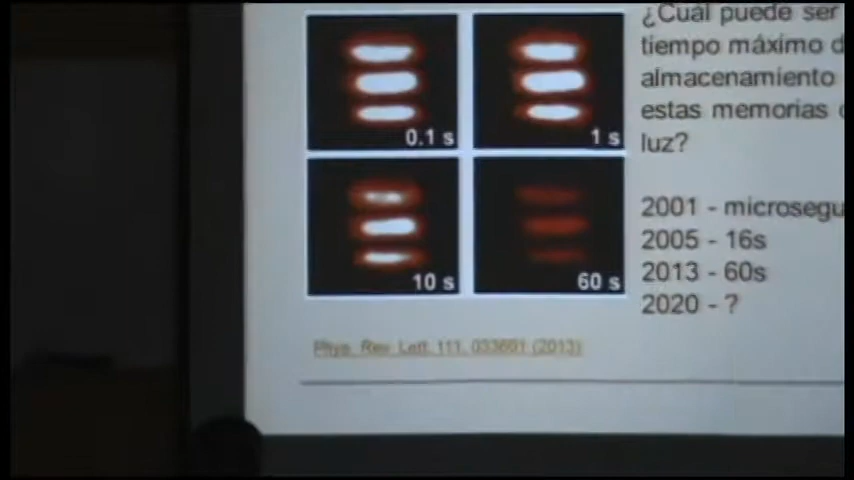 0.1 s
1 s
10 s
60 s
Phys. Rev. Lett. 111, 033601 (2013)
¿Cuál puede ser
tiempo máximo
almacenamiento
estas memorias
luz?
2001 - microsegu
2005 - 16s
2013 - 60s
2020 - ?